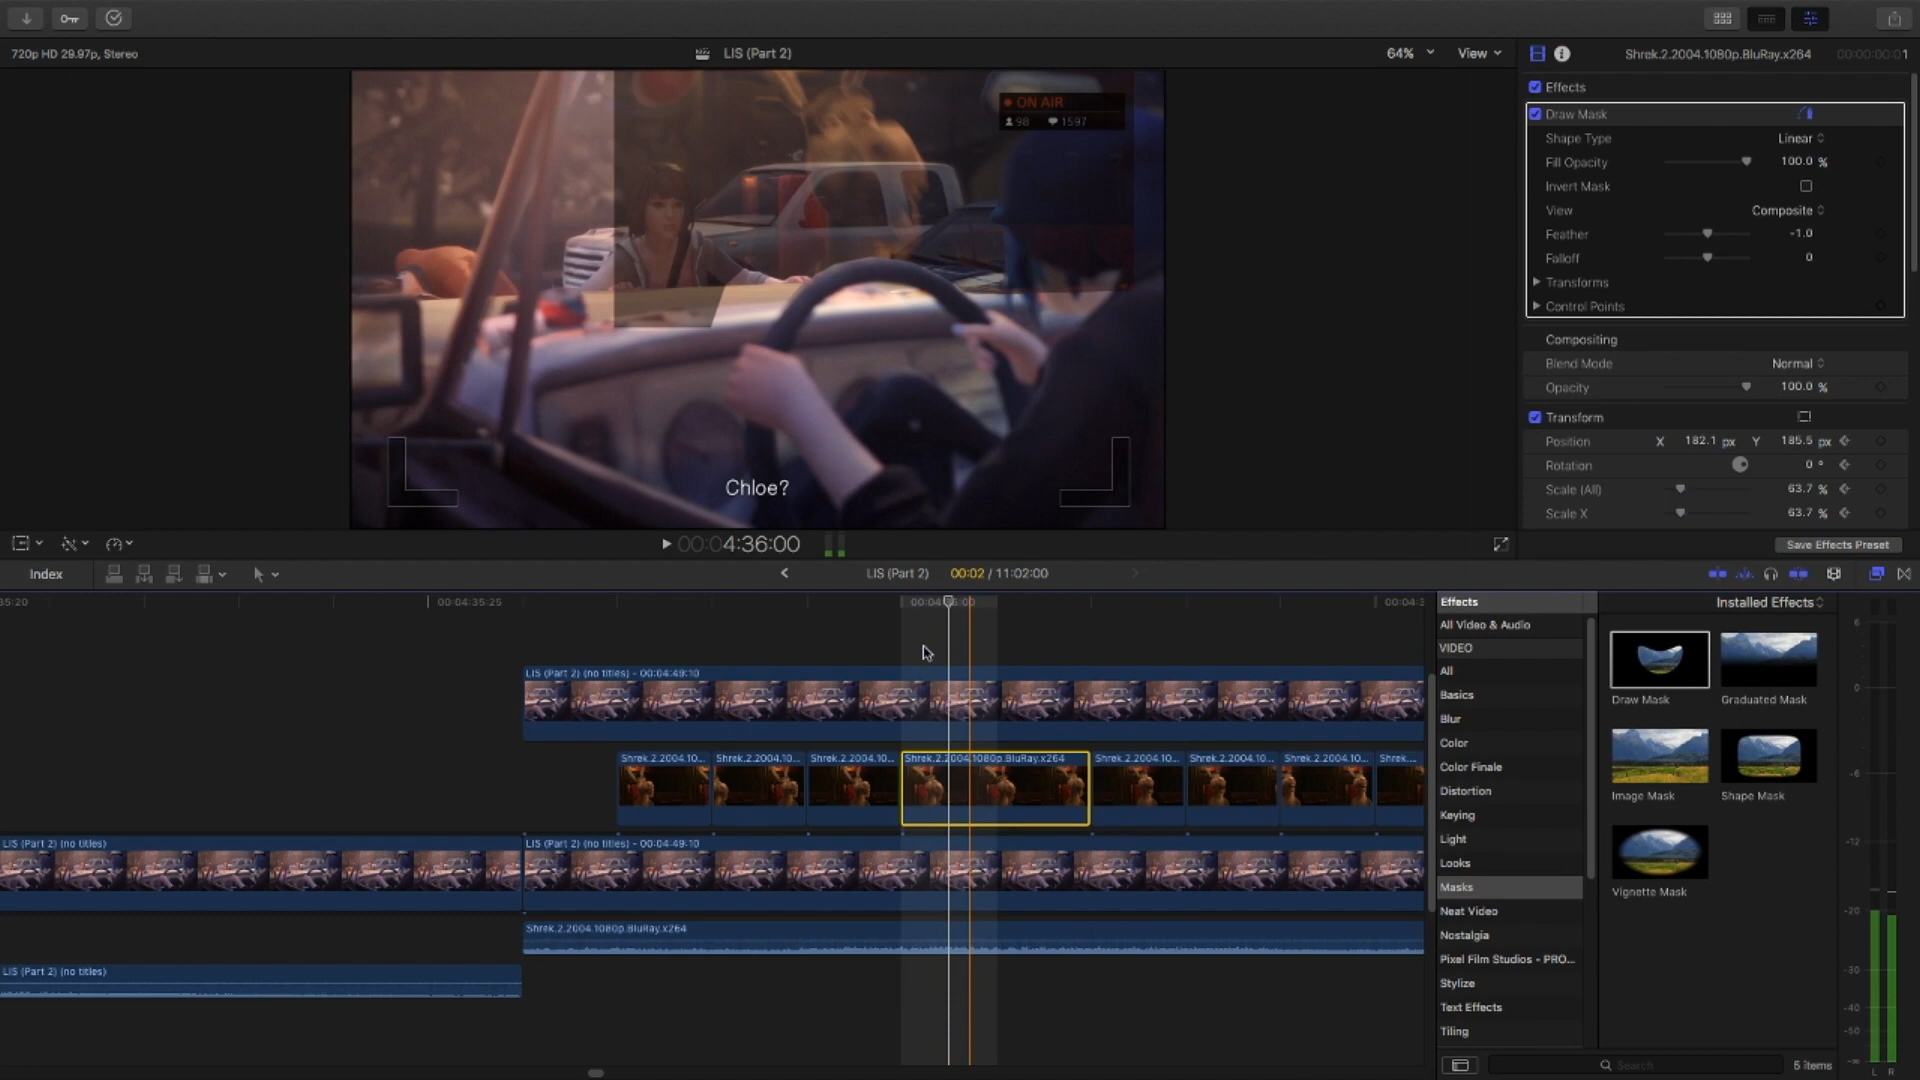 720p HD 29.97p, Stereo
LIS (Part 2)
64%
View
Shrek.2.2004.1080p.BluRay.x264
00:00:00:01
Effects
Draw Mask
Shape Type
Linear
Fill Opacity
100.0 %
Invert Mask
View
Composite
Feather
-1.0
Falloff
0
Transforms
Control Points
Compositing
Blend Mode
Normal
Opacity
100.0 %
Transform
Position
X 182.1 px Y 185.5 px
Rotation
0 °
Scale (All)
63.7 %
Scale X
63.7 %
Save Effects Preset
ON AIR
98 1597
Chloe?
00:04:36:00
Index
LIS (Part 2)
00:02 / 11:02:00
35:20
00:04:35:25
LIS (Part 2) (no titles) - 00:04:49:10
Shrek.2.2004.10...
Shrek.2.2004.10...
Shrek.2.2004.10...
Shrek.2.2004.1080p.BluRay.x264
Shrek.2.2004.10...
Shrek.2.2004.10...
Shrek.2.2004.10...
Shrek....
LIS (Part 2) (no titles)
LIS (Part 2) (no titles) - 00:04:49:10
Shrek.2.2004.1080p.BluRay.x264
LIS (Part 2) (no titles)
Effects
All Video & Audio
VIDEO
All
Basics
Blur
Color
Color Finale
Distortion
Keying
Light
Looks
Masks
Neat Video
Nostalgia
Pixel Film Studios - PRO...
Stylize
Text Effects
Tiling
Installed Effects
Draw Mask
Graduated Mask
Image Mask
Shape Mask
Vignette Mask
Search
5 items
6
0
-6
-12
-20
-30
-40
-50
L R